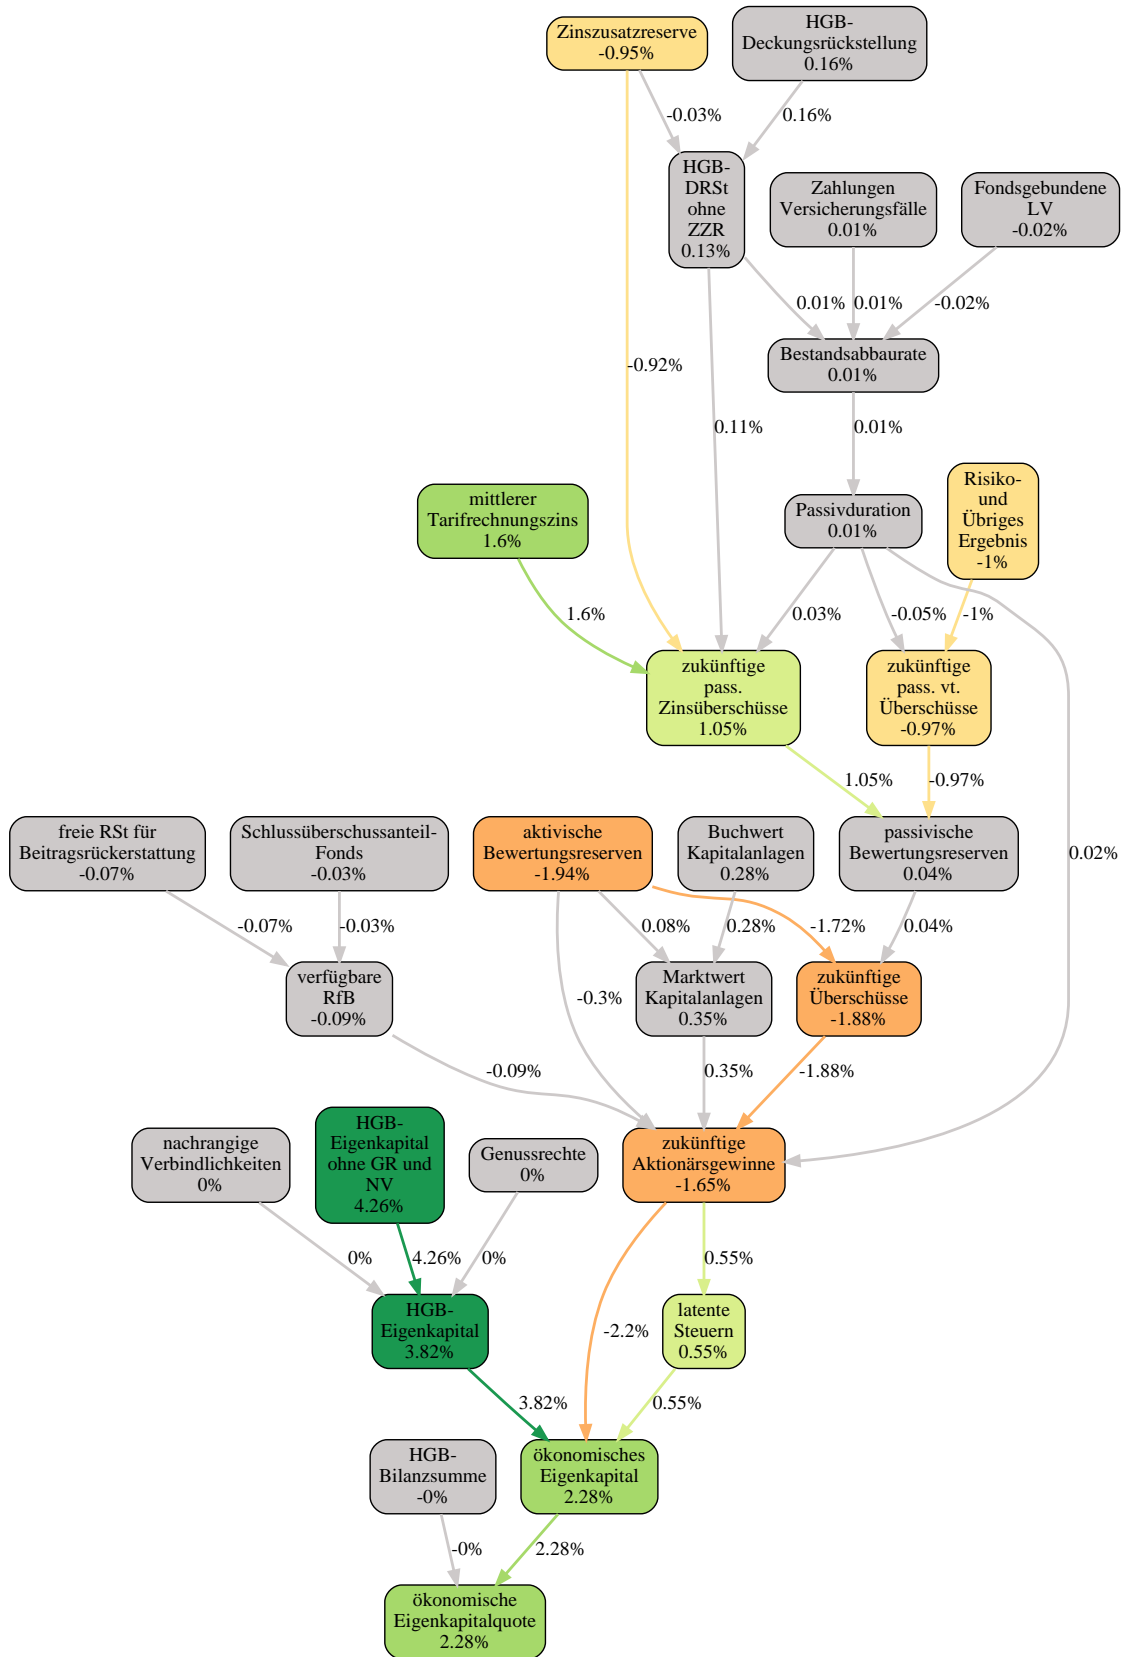 Zinszusatzreserve
-0.95%
HGB-
Deckungsrückstellung
0.16%
-0.03%
0.16%
HGB-
DRSt
ohne
ZZR
0.13%
Zahlungen
Versicherungsfälle
0.01%
Fondsgebundene
LV
-0.02%
0.01%
0.01%
-0.02%
Bestandsabbaurate
0.01%
-0.92%
0.11%
0.01%
mittlerer
Tarifrechnungszins
1.6%
Passivduration
0.01%
Risiko-
und
Übriges
Ergebnis
-1%
1.6%
0.03%
-0.05%
-1%
zukünftige
pass.
Zinsüberschüsse
1.05%
zukünftige
pass. vt.
Überschüsse
-0.97%
1.05%
-0.97%
freie RSt für
Beitragsrückerstattung
-0.07%
Schlussüberschussanteil-
Fonds
-0.03%
aktivische
Bewertungsreserven
-1.94%
Buchwert
Kapitalanlagen
0.28%
passivische
Bewertungsreserven
0.04%
0.02%
-0.07%
-0.03%
0.08%
0.28%
-1.72%
0.04%
verfügbare
RfB
-0.09%
-0.3%
Marktwert
Kapitalanlagen
0.35%
zukünftige
Überschüsse
-1.88%
-0.09%
0.35%
-1.88%
nachrangige
Verbindlichkeiten
0%
HGB-
Eigenkapital
ohne GR und
NV
4.26%
Genussrechte
0%
zukünftige
Aktionärsgewinne
-1.65%
0%
4.26%
0%
0.55%
HGB-
Eigenkapital
3.82%
-2.2%
latente
Steuern
0.55%
3.82%
0.55%
HGB-
Bilanzsumme
-0%
ökonomisches
Eigenkapital
2.28%
-0%
2.28%
ökonomische
Eigenkapitalquote
2.28%